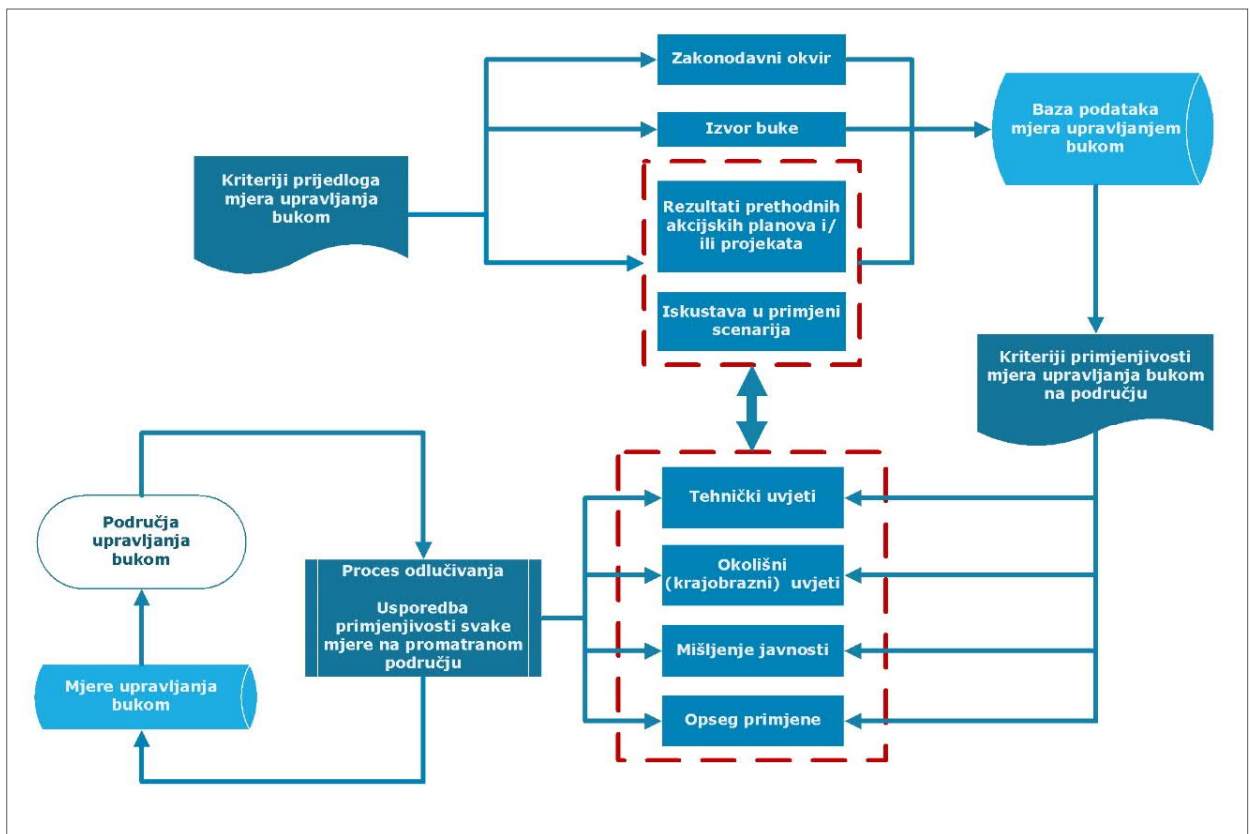 Zakonodavni okvir
Izvor buke
Baza podataka
mjera upravljanjem
bukom
Kriteriji prijedloga
mjera upravljanja
bukom
Rezultati prethodnih
akcijskih planova i/
ili projekata
Iskustava u primjeni
scenarija
Kriteriji primjenjivosti
mjera upravljanja bukom
na području
Tehnički uvjeti
Okolišni
(krajobrazni) uvjeti
Mišljenje javnosti
Opseg primjene
Područja
upravljanja
bukom
Proces odlučivanja
Usporedba
primjenjivosti svake
mjere na promatranom
području
Mjere upravljanja
bukom